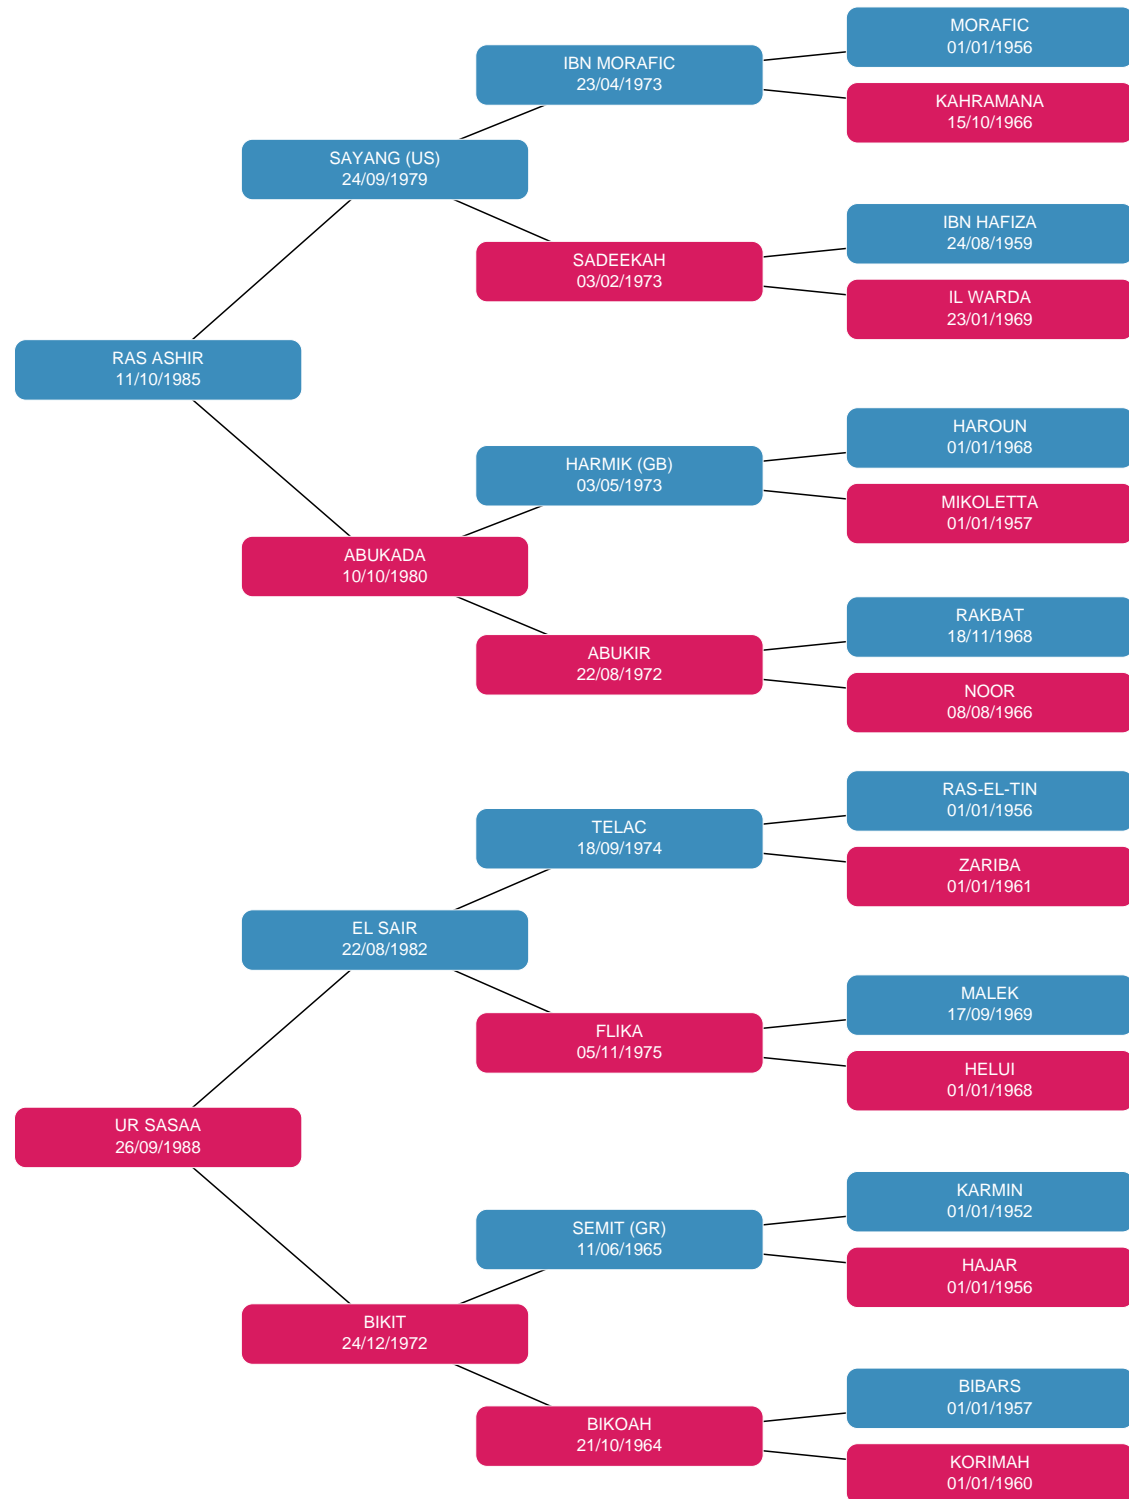 MORAFIC
01/01/1956
IBN MORAFIC
23/04/1973
KAHRAMANA
15/10/1966
SAYANG (US)
24/09/1979
IBN HAFIZA
24/08/1959
SADEEKAH
03/02/1973
IL WARDA
23/01/1969
RAS ASHIR
11/10/1985
HAROUN
01/01/1968
HARMIK (GB)
03/05/1973
MIKOLETTA
01/01/1957
ABUKADA
10/10/1980
RAKBAT
18/11/1968
ABUKIR
22/08/1972
NOOR
08/08/1966
RAS-EL-TIN
01/01/1956
TELAC
18/09/1974
ZARIBA
01/01/1961
EL SAIR
22/08/1982
MALEK
17/09/1969
FLIKA
05/11/1975
HELUI
01/01/1968
UR SASAA
26/09/1988
KARMIN
01/01/1952
SEMIT (GR)
11/06/1965
HAJAR
01/01/1956
BIKIT
24/12/1972
BIBARS
01/01/1957
BIKOAH
21/10/1964
KORIMAH
01/01/1960